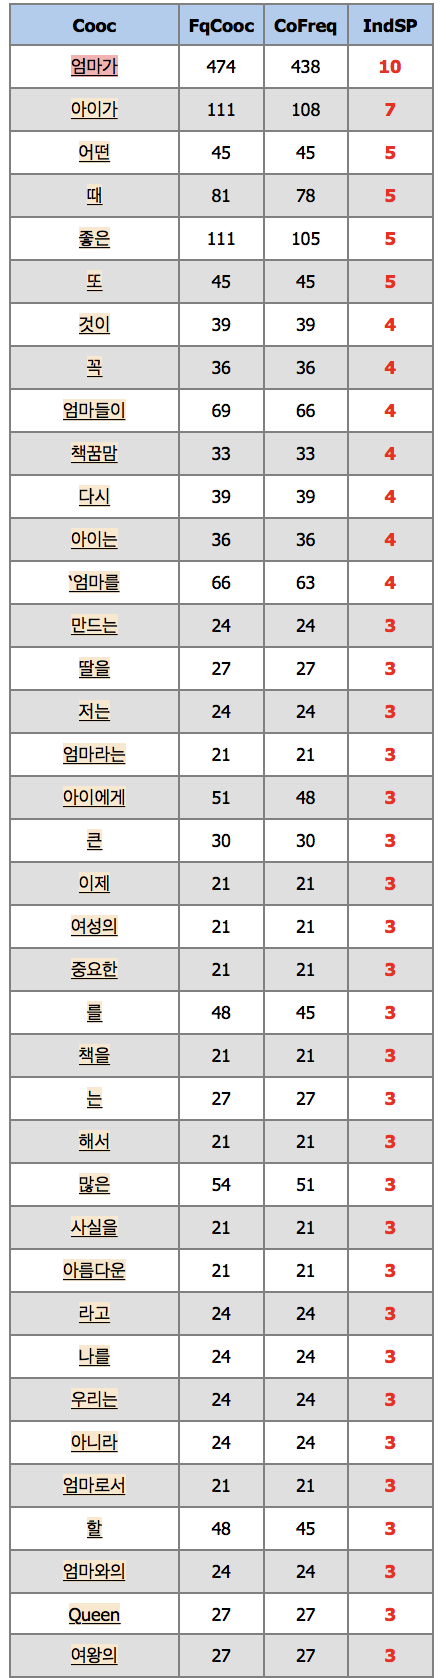 Cooc FqCooc CoFreq IndSP
엄마가 474 438 10
아이가 111 108 7
어떤 45 45 5
때 81 78 5
좋은 111 105 5
또 45 45 5
것이 39 39 4
꼭 36 36 4
엄마들이 69 66 4
책꿈맘 33 33 4
다시 39 39 4
아이는 36 36 4
‘엄마를 66 63 4
만드는 24 24 3
딸을 27 27 3
저는 24 24 3
엄마라는 21 21 3
아이에게 51 48 3
큰 30 30 3
이제 21 21 3
여성의 21 21 3
중요한 21 21 3
를 48 45 3
책을 21 21 3
는 27 27 3
해서 21 21 3
많은 54 51 3
사실을 21 21 3
아름다운 21 21 3
라고 24 24 3
나를 24 24 3
우리는 24 24 3
아니라 24 24 3
엄마로서 21 21 3
할 48 45 3
엄마와의 24 24 3
Queen 27 27 3
여왕의 27 27 3